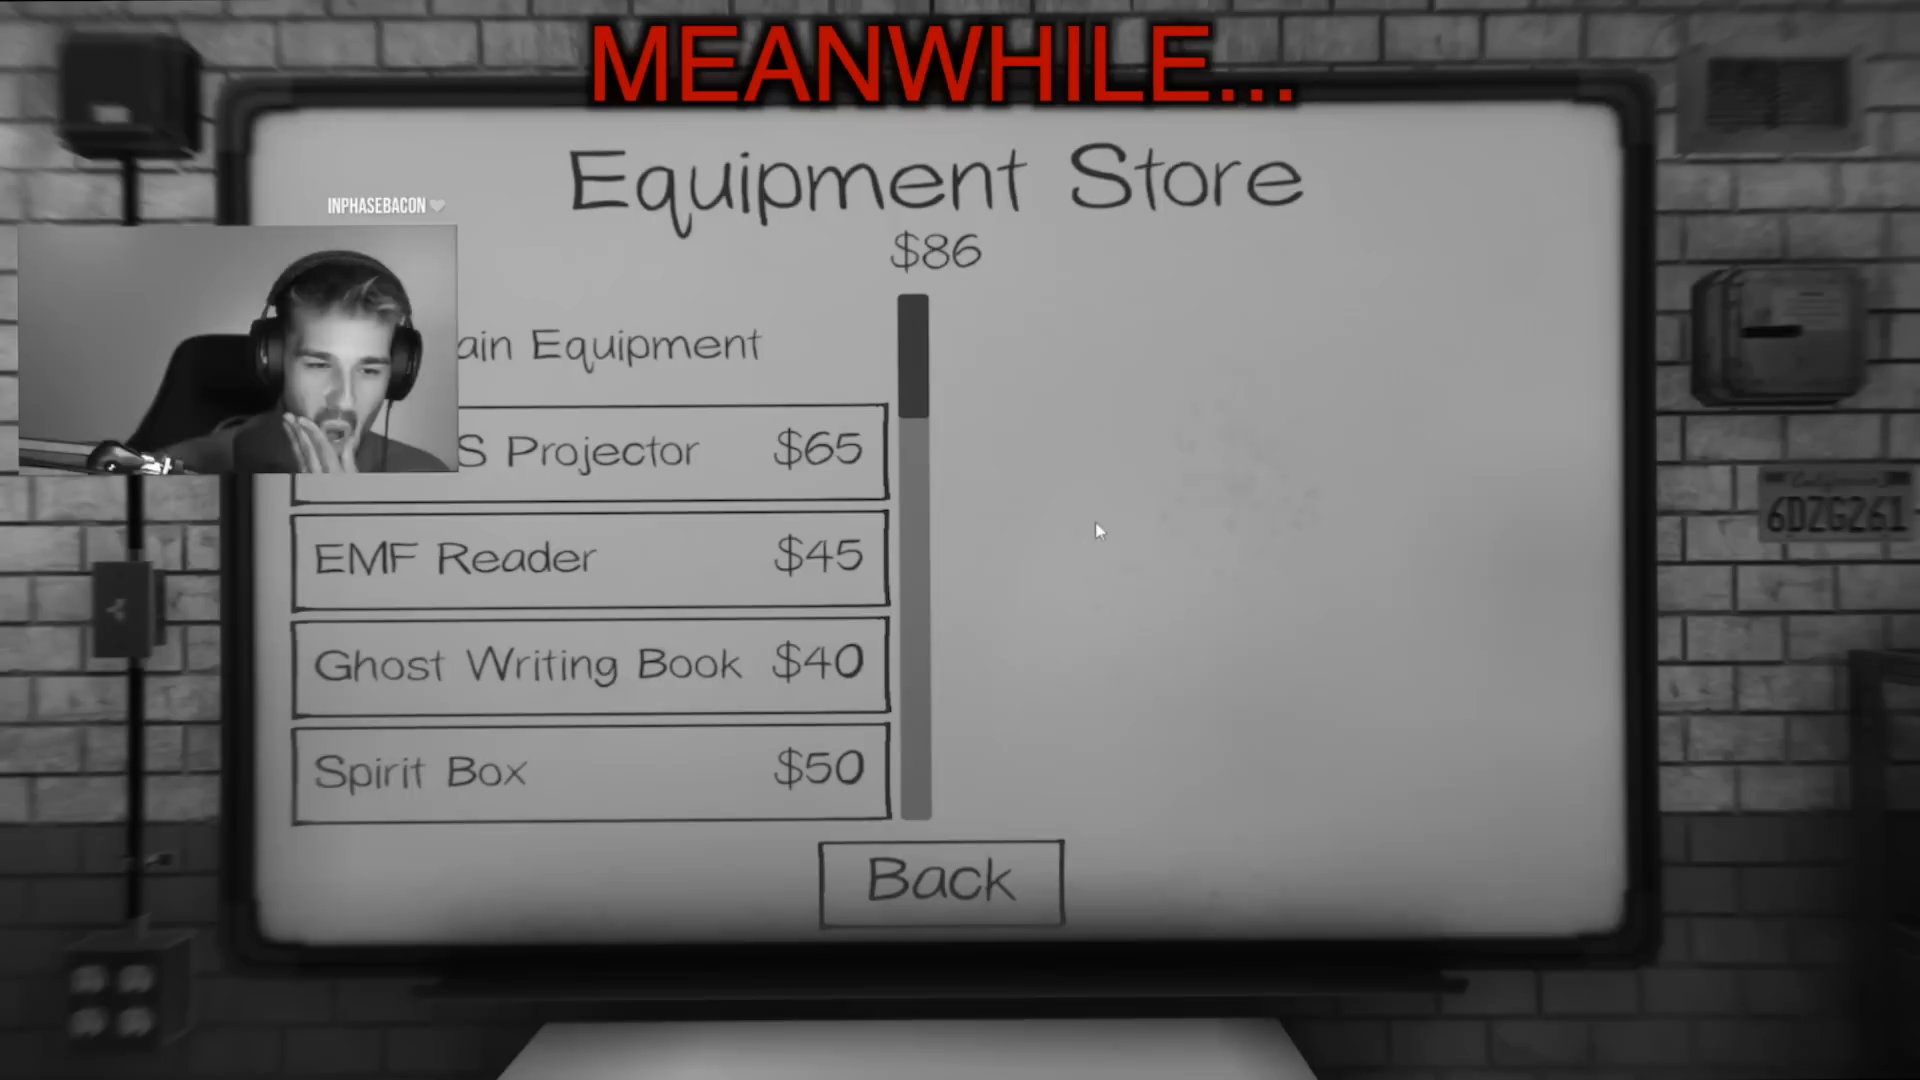 MEANWHILE...
Equipment Store
$86
INPHASEBACON
ain Equipment
S Projector $65
EMF Reader $45
Ghost Writing Book $40
Spirit Box $50
Back
6DZG261